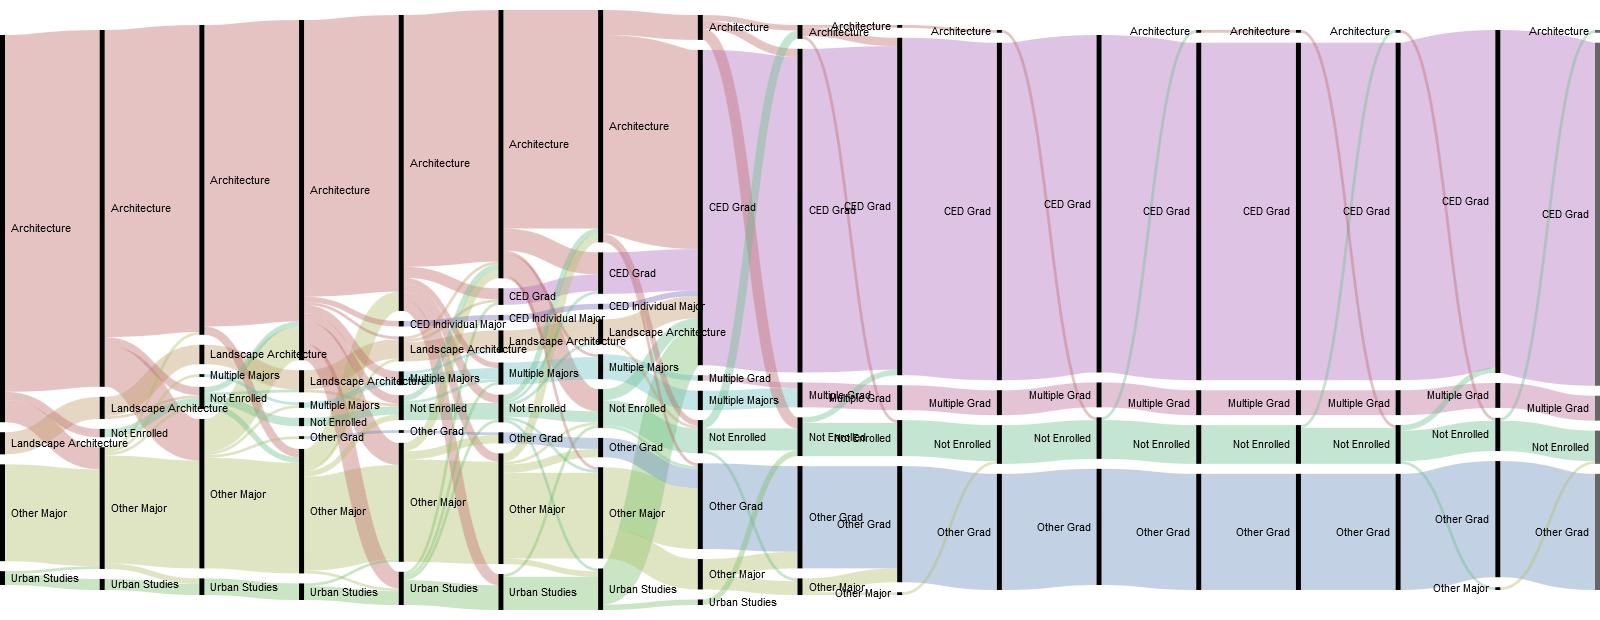 Architecture
Landscape Architecture
Other Major
Urban Studies
Architecture
Landscape Architecture
Not Enrolled
Other Major
Urban Studies
Architecture
Landscape Architecture
Multiple Majors
Not Enrolled
Other Major
Urban Studies
Architecture
Landscape Architecture
Multiple Majors
Not Enrolled
Other Grad
Other Major
Urban Studies
Architecture
CED Individual Major
Landscape Architecture
Multiple Majors
Not Enrolled
Other Grad
Other Major
Urban Studies
Architecture
CED Grad
CED Individual Major
Landscape Architecture
Multiple Majors
Not Enrolled
Other Grad
Other Major
Urban Studies
Architecture
CED Grad
CED Individual Major
Landscape Architecture
Multiple Majors
Not Enrolled
Other Grad
Other Major
Urban Studies
Architecture
CED Grad
Multiple Grad
Multiple Majors
Not Enrolled
Other Grad
Other Major
Urban Studies
Architecture
CED Grad
Multiple Grad
Not Enrolled
Other Grad
Other Major
Architecture
CED Grad
Multiple Grad
Not Enrolled
Other Grad
Other Major
Architecture
CED Grad
Multiple Grad
Not Enrolled
Other Grad
CED Grad
Multiple Grad
Not Enrolled
Other Grad
Architecture
CED Grad
Multiple Grad
Not Enrolled
Other Grad
Architecture
CED Grad
Multiple Grad
Not Enrolled
Other Grad
Architecture
CED Grad
Multiple Grad
Not Enrolled
Other Grad
CED Grad
Multiple Grad
Not Enrolled
Other Grad
Other Major
Architecture
CED Grad
Multiple Grad
Not Enrolled
Other Grad